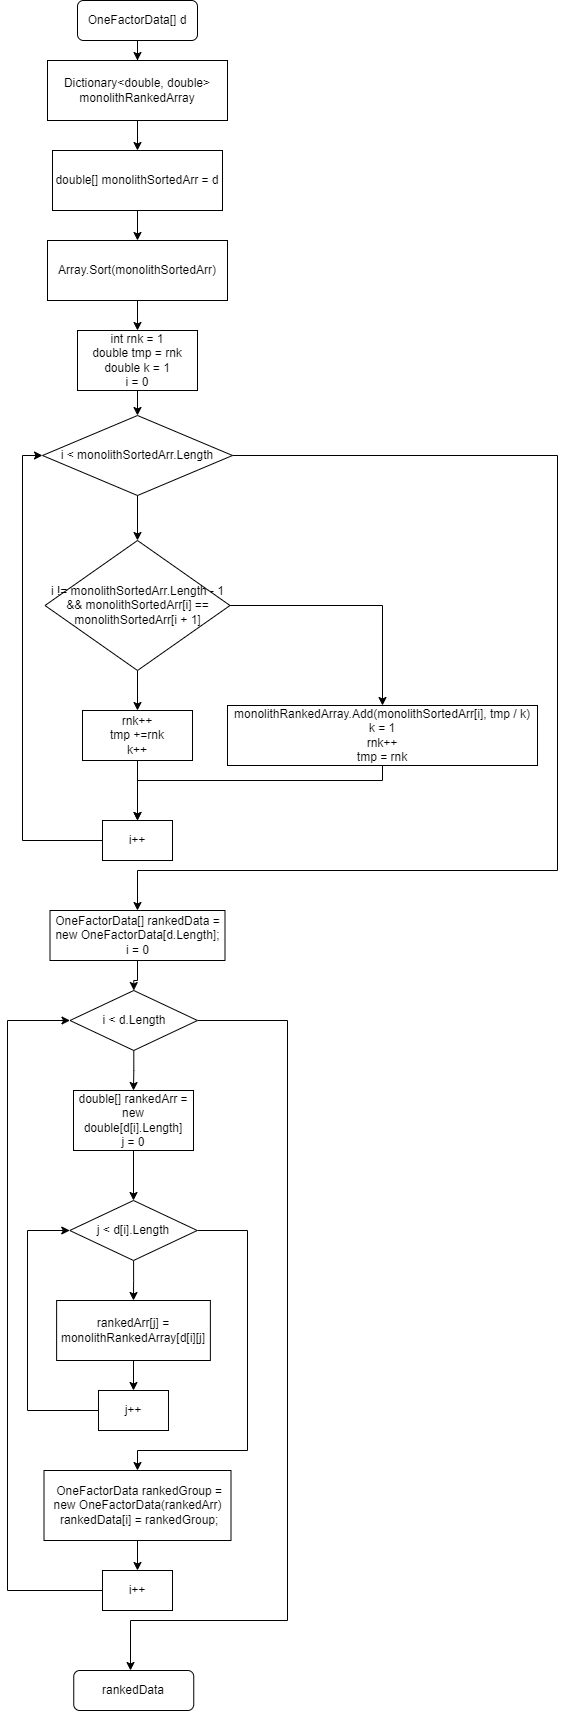 OneFactorData[] d
Dictionary<double, double>
monolithRankedArray
double[] monolithSortedArr = d
Array.Sort(monolithSortedArr)
int rnk = 1
double tmp = rnk
double k = 1
i = 0
i < monolithSortedArr.Length
i != monolithSortedArr.Length - 1
&& monolithSortedArr[i] ==
monolithSortedArr[i + 1]
rnk++
tmp +=rnk
k++
monolithRankedArray.Add(monolithSortedArr[i], tmp / k)
k = 1
rnk++
tmp = rnk
i++
OneFactorData[] rankedData =
new OneFactorData[d.Length];
i = 0
i < d.Length
double[] rankedArr =
new
double[d[i].Length]
j = 0
j < d[i].Length
rankedArr[j] =
monolithRankedArray[d[i][j]
j++
OneFactorData rankedGroup =
new OneFactorData(rankedArr)
rankedData[i] = rankedGroup;
i++
rankedData